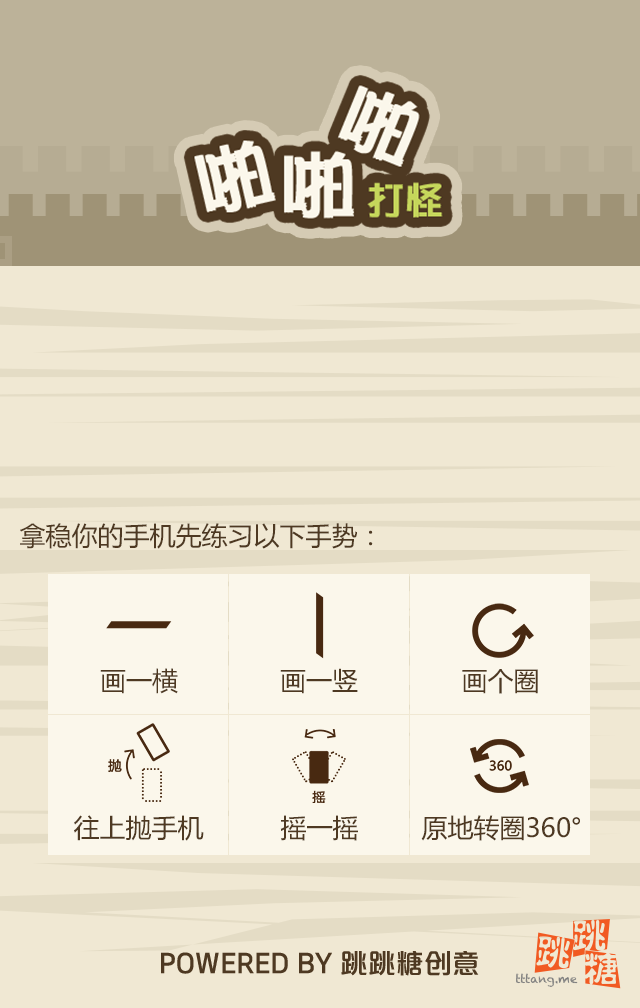 啪啪啪
打怪
拿稳你的手机先练习以下手势：
画一横
画一竖
画个圈
抛
往上抛手机
摇
摇一摇
360
原地转圈360°
POWERED BY 跳跳糖创意
跳跳糖
tttang.me